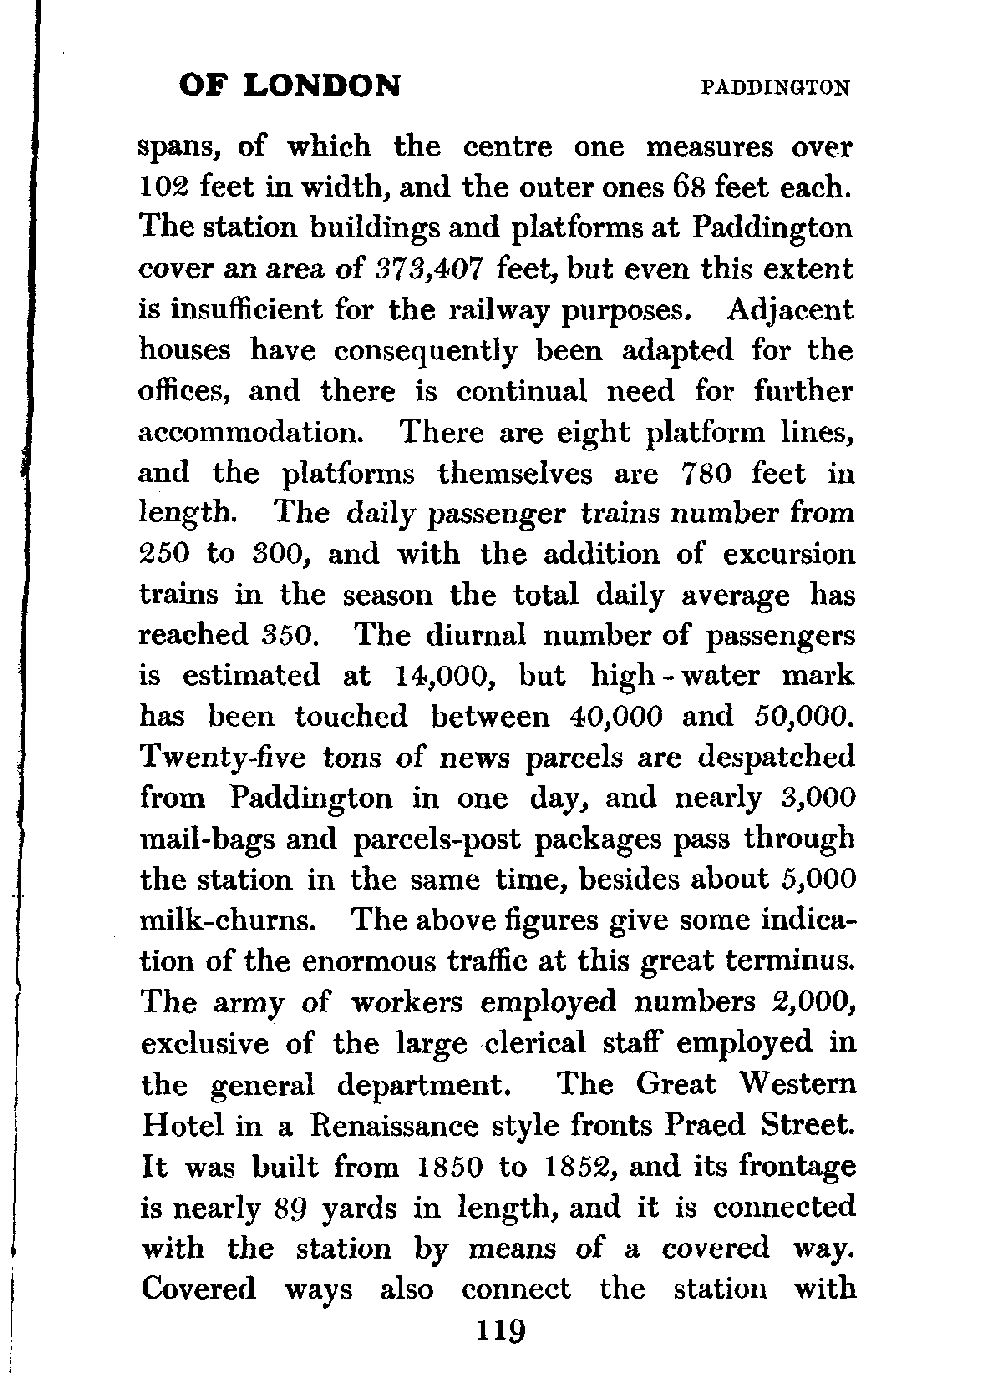 OF LONDON PADDINGTON
spans, of which the centre one measures over
102 feet in width, and the outer ones 68 feet each.
The station buildings and platforms at Paddington
cover an area of 373,407 feet, but even this extent
is insufficient for the railway purposes. Adjacent
houses have consequently been adapted for the
offices, and there is continual need for further
accommodation. There are eight platform lines,
and the platforms themselves are 780 feet in
length. The daily passenger trains number from
250 to 300, and with the addition of excursion
trains in the season the total daily average has
reached 350. The diurnal number of passengers
is estimated at 14,000, but high-water mark
has been touched between 40,000 and 50,000.
Twenty-five tons of news parcels are despatched
from Paddington in one day, and nearly 3,000
mail-bags and parcels-post packages pass through
the station in the same time, besides about 5,000
milk-churns. The above figures give some indica-
tion of the enormous traffic at this great terminus.
The army of workers employed numbers 2,000,
exclusive of the large clerical staff employed in
the general department. The Great Western
Hotel in a Renaissance style fronts Praed Street.
It was built from 1850 to 1852, and its frontage
is nearly 89 yards in length, and it is connected
with the station by means of a covered way.
Covered ways also connect the station with
119